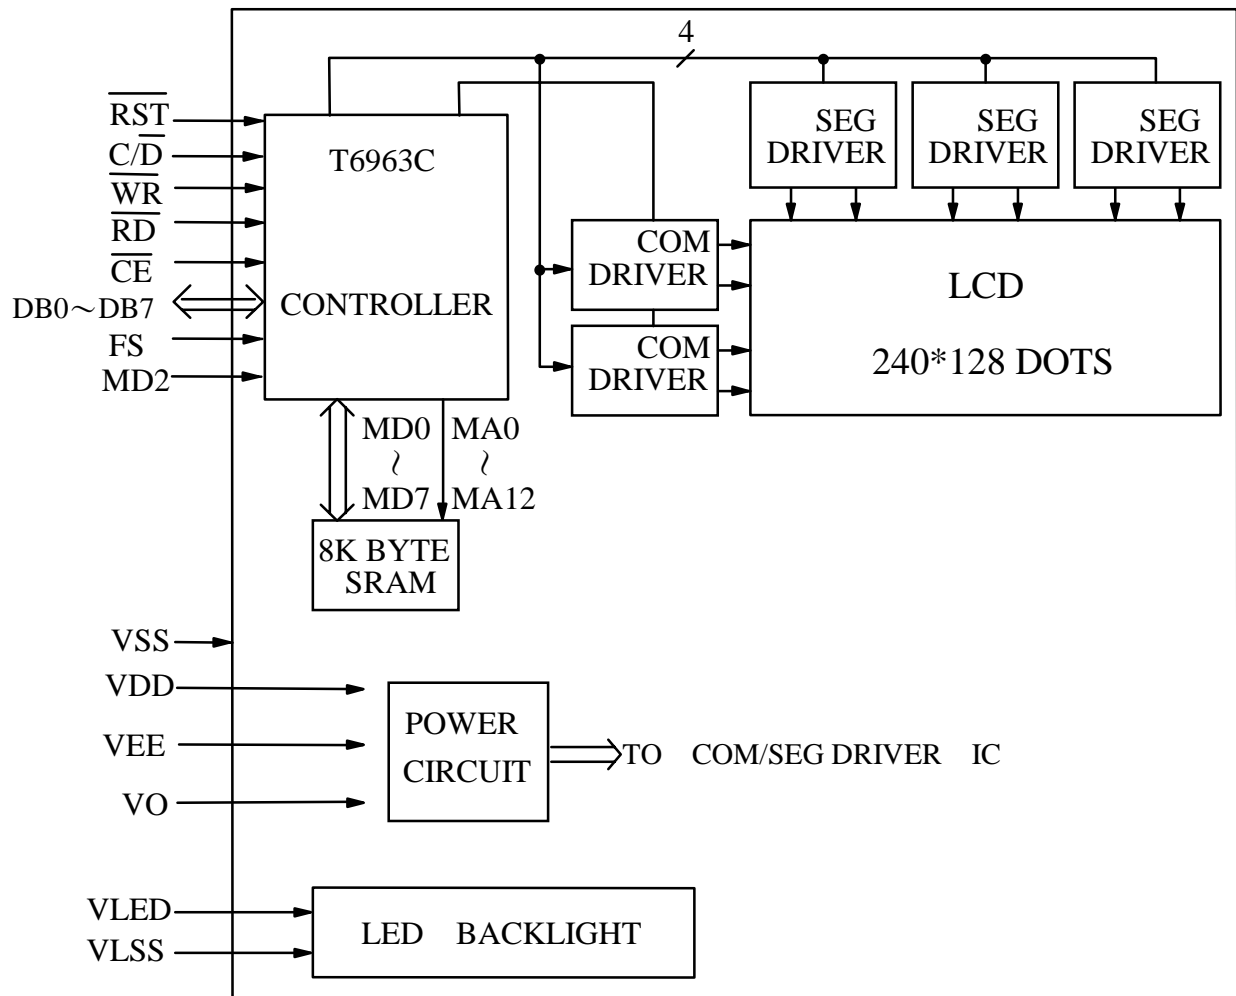 4
RST
C/D
WR
RD
CE
DB0～DB7
FS
MD2
T6963C
CONTROLLER
SEG
DRIVER
SEG
DRIVER
SEG
DRIVER
COM
DRIVER
COM
DRIVER
LCD
240*128 DOTS
MD0
～
MD7
MA0
～
MA12
8K BYTE
SRAM
VSS
VDD
VEE
VO
POWER
CIRCUIT
TO COM/SEG DRIVER IC
VLED
VLSS
LED BACKLIGHT